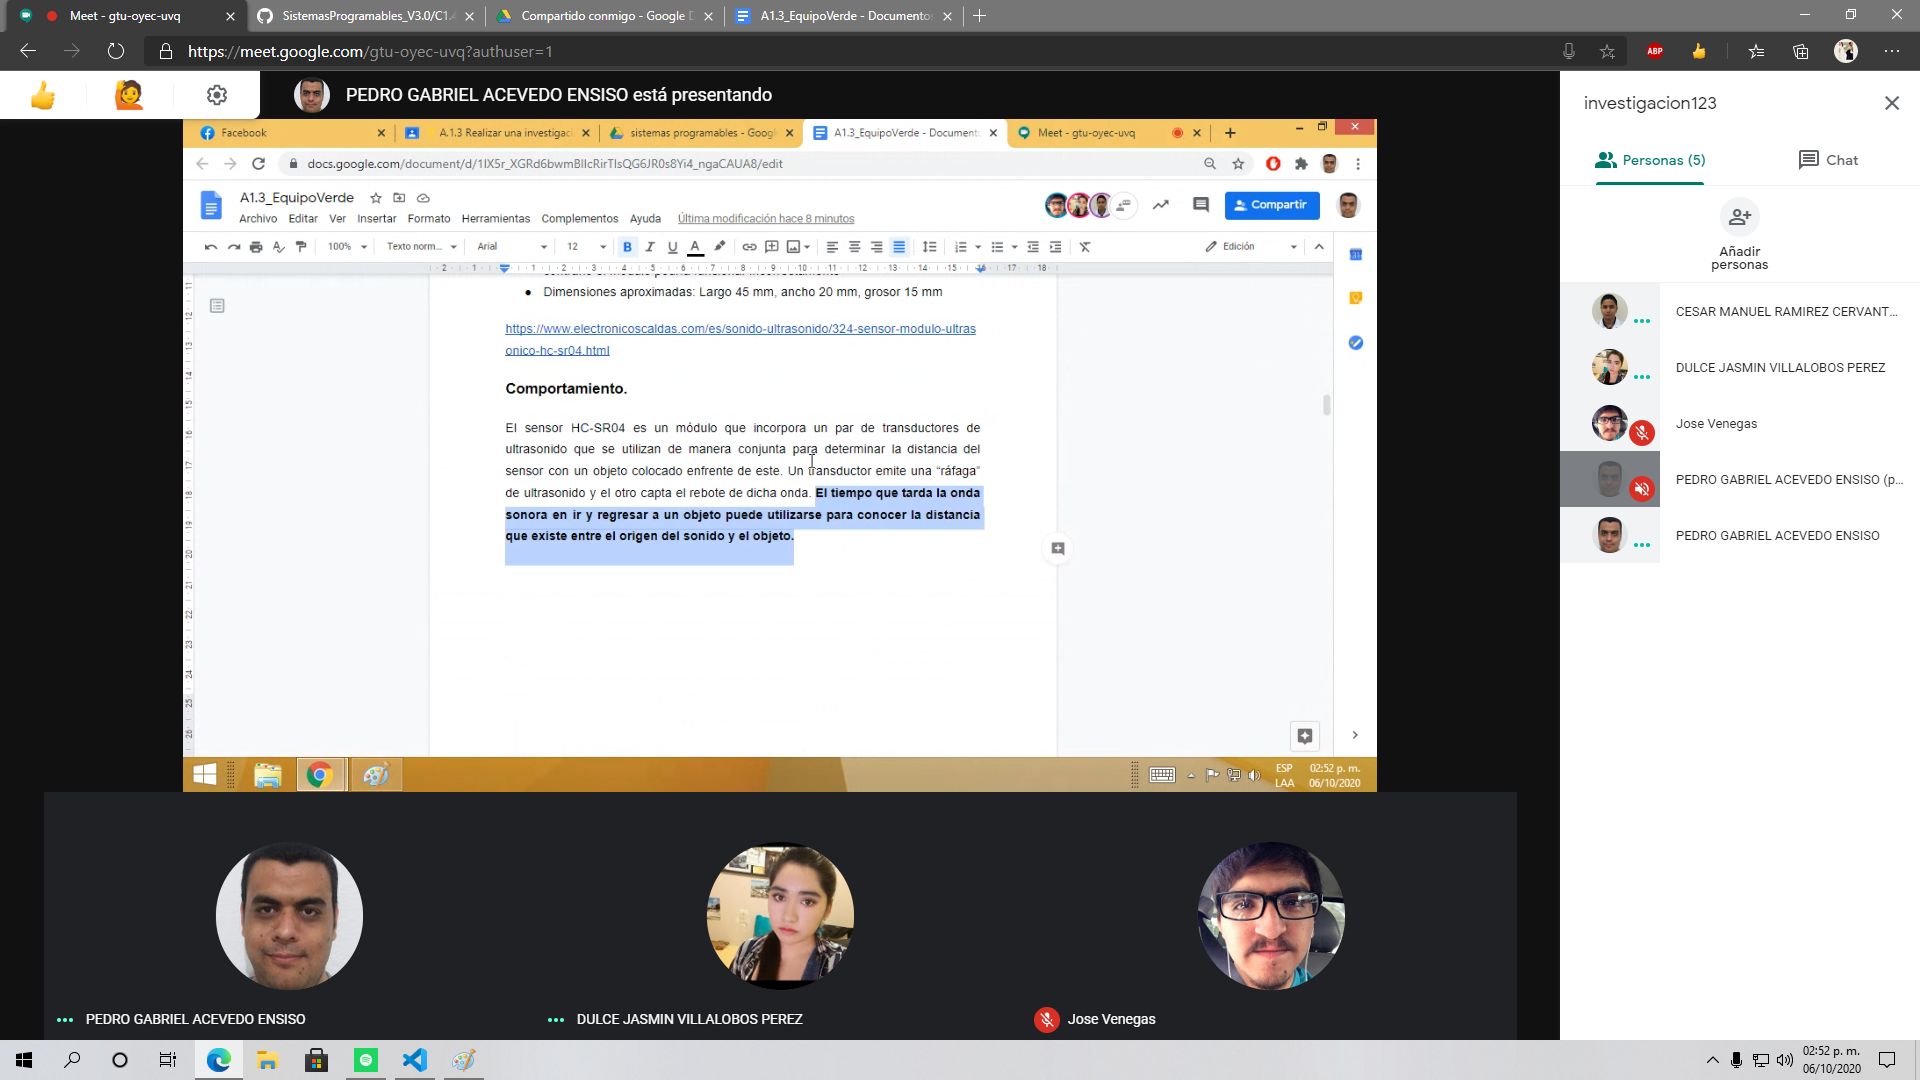 Meet - gtu-oyec-uvq
SistemasProgramables_V3.0/C1.
Compartido conmigo - Google D
A1.3_EquipoVerde - Documento
https://meet.google.com/gtu-oyec-uvq?authuser=1
ABP
PEDRO GABRIEL ACEVEDO ENSISO está presentando
Facebook
A.1.3 Realizar una investigac
sistemas programables - Goog
A1.3_EquipoVerde - Document
Meet - gtu-oyec-uvq
A1.3_EquipoVerde
Archivo Editar Ver Insertar Formato Herramientas Complementos Ayuda Última modificación hace 8 minutos
Compartir
100% Texto norm... Arial 12 B I U A Edición
● Dimensiones aproximadas: Largo 45 mm, ancho 20 mm, grosor 15 mm
https://www.electronicoscaldas.com/es/sonido-ultrasonido/324-sensor-modulo-ultras
onico-hc-sr04.html
Comportamiento.
El sensor HC-SR04 es un módulo que incorpora un par de transductores de
ultrasonido que se utilizan de manera conjunta para determinar la distancia del
sensor con un objeto colocado enfrente de este. Un transductor emite una “ráfaga”
de ultrasonido y el otro capta el rebote de dicha onda. El tiempo que tarda la onda
sonora en ir y regresar a un objeto puede utilizarse para conocer la distancia
que existe entre el origen del sonido y el objeto.
ESP
LAA
02:52 p. m.
06/10/2020
investigacion123
Personas (5)
Chat
Añadir
personas
CESAR MANUEL RAMIREZ CERVANT...
DULCE JASMIN VILLALOBOS PEREZ
Jose Venegas
PEDRO GABRIEL ACEVEDO ENSISO (p...
PEDRO GABRIEL ACEVEDO ENSISO
PEDRO GABRIEL ACEVEDO ENSISO
DULCE JASMIN VILLALOBOS PEREZ
Jose Venegas
02:52 p. m.
06/10/2020